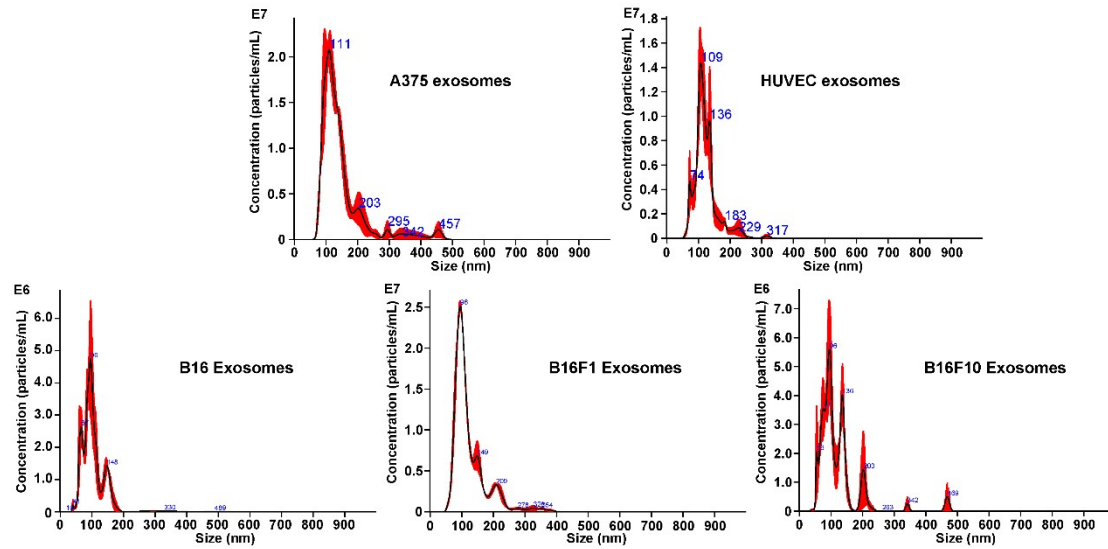 E7
Concentration (particles/mL)
2.0
1.5
1.0
0.5
0
111
203
295
342
457
A375 exosomes
0 100 200 300 400 500 600 700 800 900
Size (nm)
E7
Concentration (particles/mL)
1.8
1.6
1.4
1.2
1.0
0.8
0.6
0.4
0.2
0
109
136
74
183
229
317
HUVEC exosomes
0 100 200 300 400 500 600 700 800 900
Size (nm)
E6
Concentration (particles/mL)
6.0
5.0
4.0
3.0
2.0
1.0
0
148
B16 Exosomes
0 100 200 300 400 500 600 700 800 900
Size (nm)
E7
Concentration (particles/mL)
2.5
2.0
1.5
1.0
0.5
0
B16F1 Exosomes
0 100 200 300 400 500 600 700 800 900
Size (nm)
E6
Concentration (particles/mL)
7.0
6.0
5.0
4.0
3.0
2.0
1.0
0
136
B16F10 Exosomes
0 100 200 300 400 500 600 700 800 900
Size (nm)